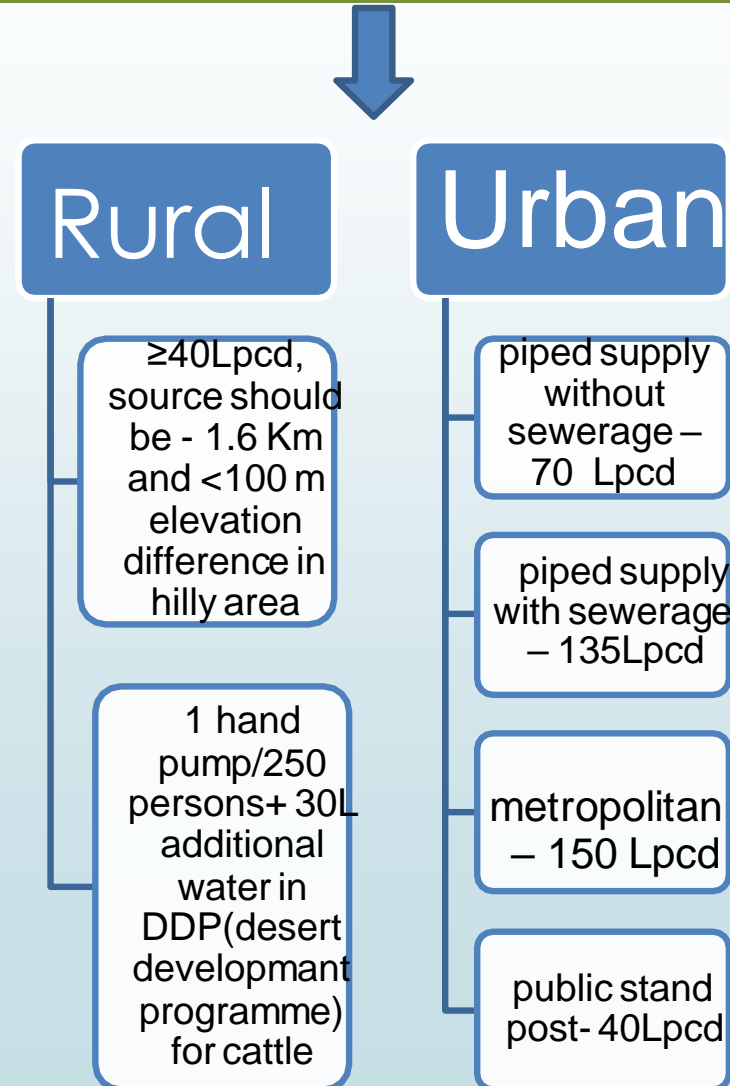 Rural
≥40Lpcd,
source should
be - 1.6 Km
and <100 m
elevation
difference in
hilly area
1 hand
pump/250
persons+ 30L
additional
water in
DDP(desert
developmant
programme)
for cattle
Urban
piped supply
without
sewerage –
70 Lpcd
piped supply
with sewerage
– 135Lpcd
metropolitan
– 150 Lpcd
public stand
post- 40Lpcd